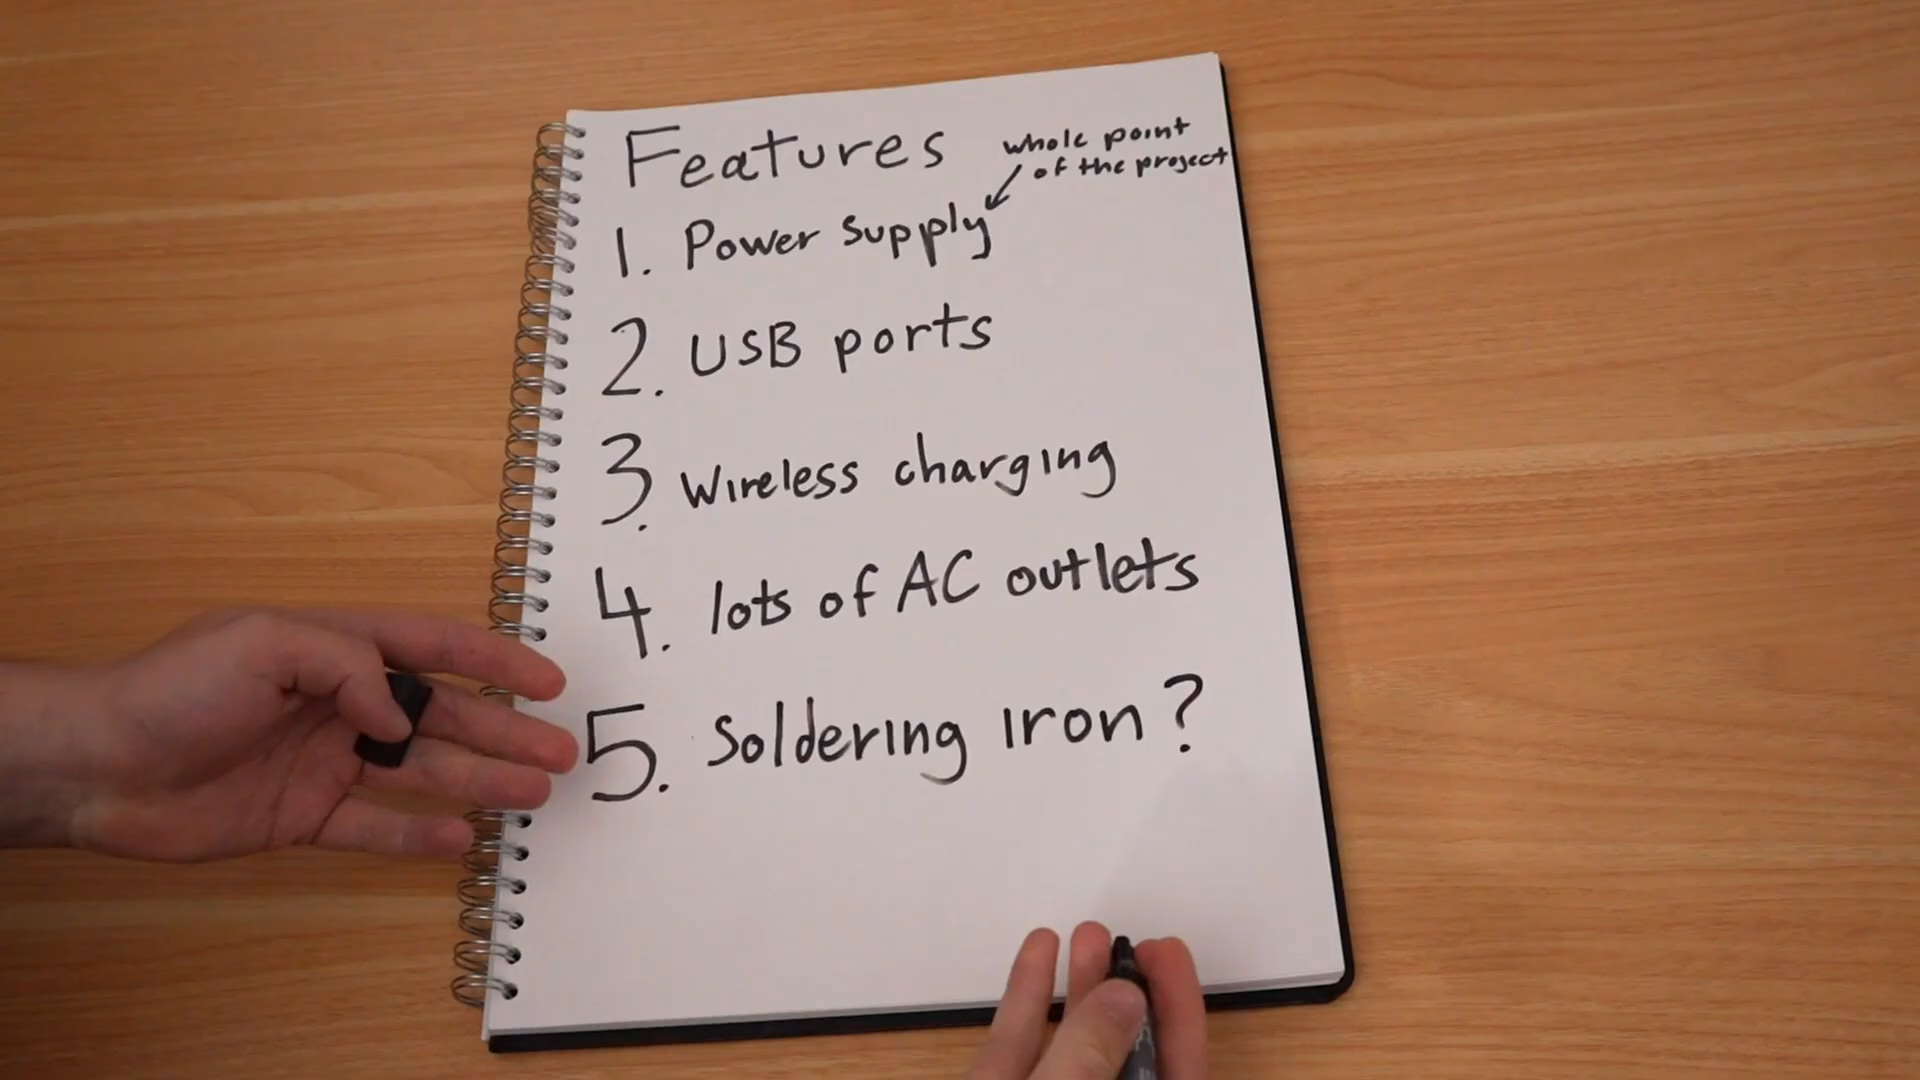 Features
whole point
of the project
1. Power supply
2. USB ports
3. Wireless charging
4. lots of AC outlets
5. Soldering iron?